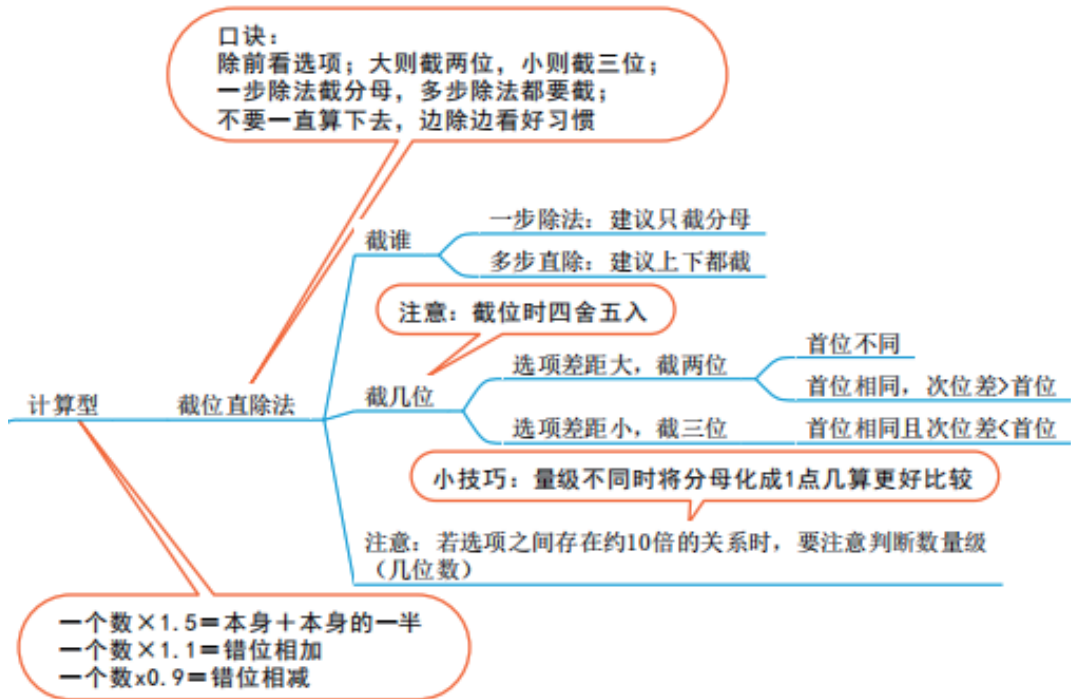 口诀：
除前看选项；大则截两位，小则截三位；
一步除法截分母，多步除法都要截；
不要一直算下去，边除边看好习惯
一步除法：建议只截分母
截谁
多步直除：建议上下都截
注意：截位时四舍五入
首位不同
选项差距大，截两位
首位相同，次位差>首位
计算型
截位直除法
截几位
选项差距小，截三位
首位相同且次位差<首位
小技巧：量级不同时将分母化成1点几算更好比较
注意：若选项之间存在约10倍的关系时，要注意判断数量级
（几位数）
一个数×1.5＝本身＋本身的一半
一个数×1.1＝错位相加
一个数x0.9＝错位相减